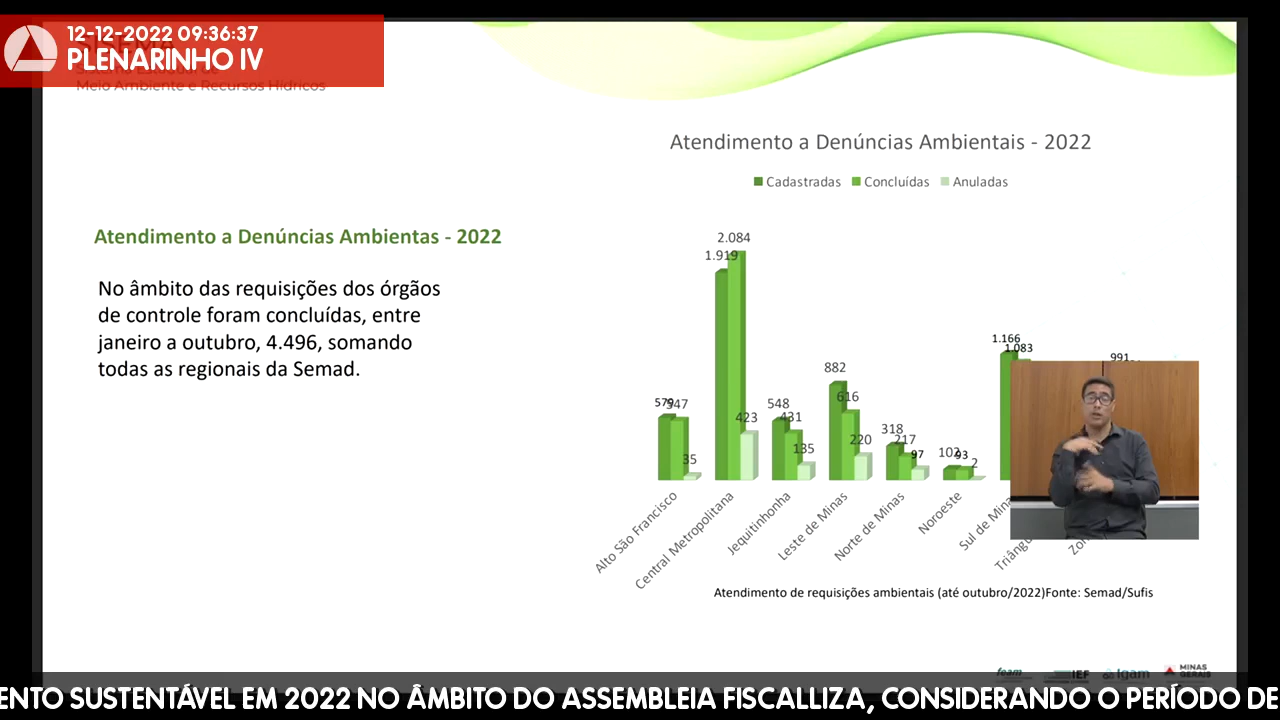 12-12-2022 09:36:37
PLENARINHO IV
Meio Ambiente e Recursos Hídricos
Atendimento a Denúncias Ambientais - 2022
Cadastradas Concluídas Anuladas
Atendimento a Denúncias Ambientas - 2022
No âmbito das requisições dos órgãos
de controle foram concluídas, entre
janeiro a outubro, 4.496, somando
todas as regionais da Semad.
2.084
1.919
1.166
1.083
991
882
579 547 548 616
423 431
318
217
35 135 220 97 102 93 2
Alto São Francisco
Central Metropolitana
Jequitinhonha
Leste de Minas
Norte de Minas
Noroeste
Sul de Mina
Triângu
Zon
Atendimento de requisições ambientais (até outubro/2022)Fonte: Semad/Sufis
feam IEF Igam MINAS GERAIS
ENTO SUSTENTÁVEL EM 2022 NO ÂMBITO DO ASSEMBLEIA FISCALLIZA, CONSIDERANDO O PERÍODO DE